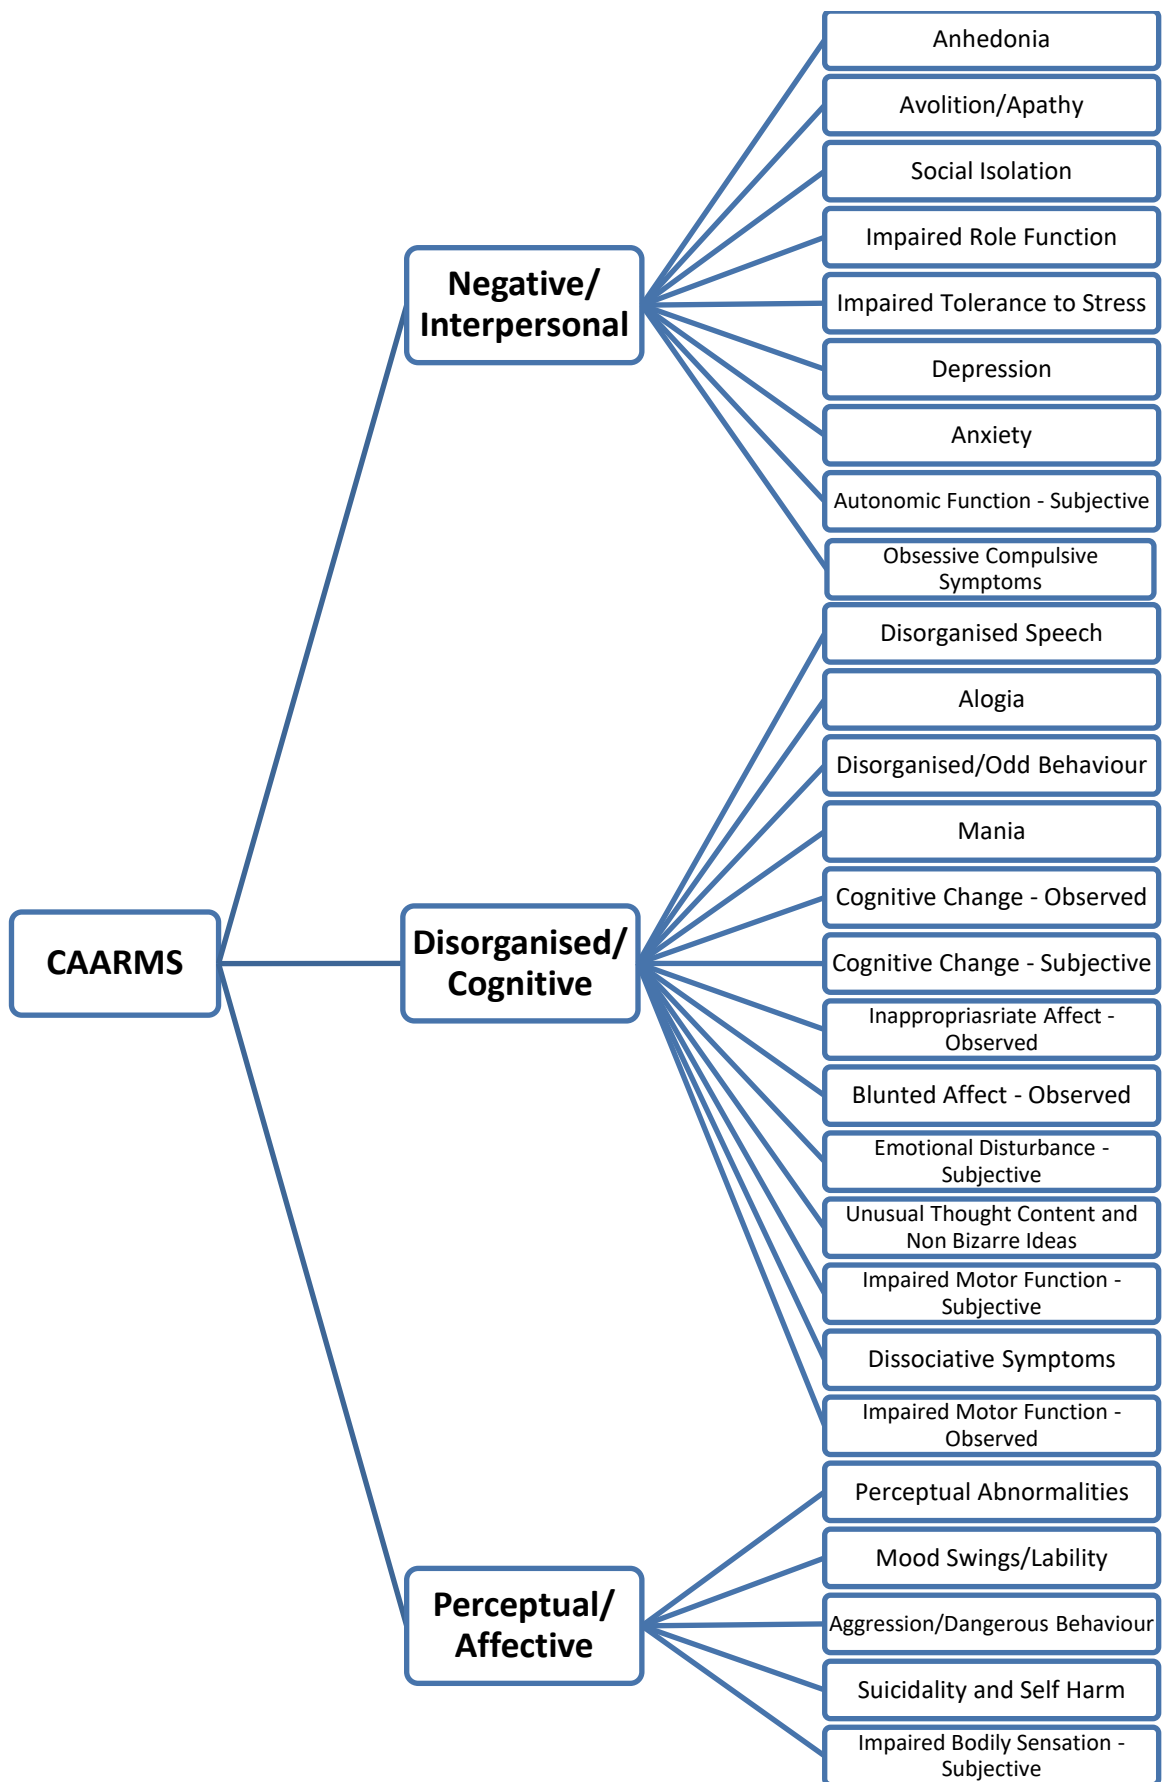 Anhedonia
Avolition/Apathy
Social Isolation
Impaired Role Function
Negative/
Interpersonal
Impaired Tolerance to Stress
Depression
Anxiety
Autonomic Function - Subjective
Obsessive Compulsive
Symptoms
Disorganised Speech
Alogia
Disorganised/Odd Behaviour
Mania
Cognitive Change - Observed
CAARMS
Disorganised/
Cognitive
Cognitive Change - Subjective
Inappropriasriate Affect -
Observed
Blunted Affect - Observed
Emotional Disturbance -
Subjective
Unusual Thought Content and
Non Bizarre Ideas
Impaired Motor Function -
Subjective
Dissociative Symptoms
Impaired Motor Function -
Observed
Perceptual Abnormalities
Mood Swings/Lability
Perceptual/
Affective
Aggression/Dangerous Behaviour
Suicidality and Self Harm
Impaired Bodily Sensation -
Subjective